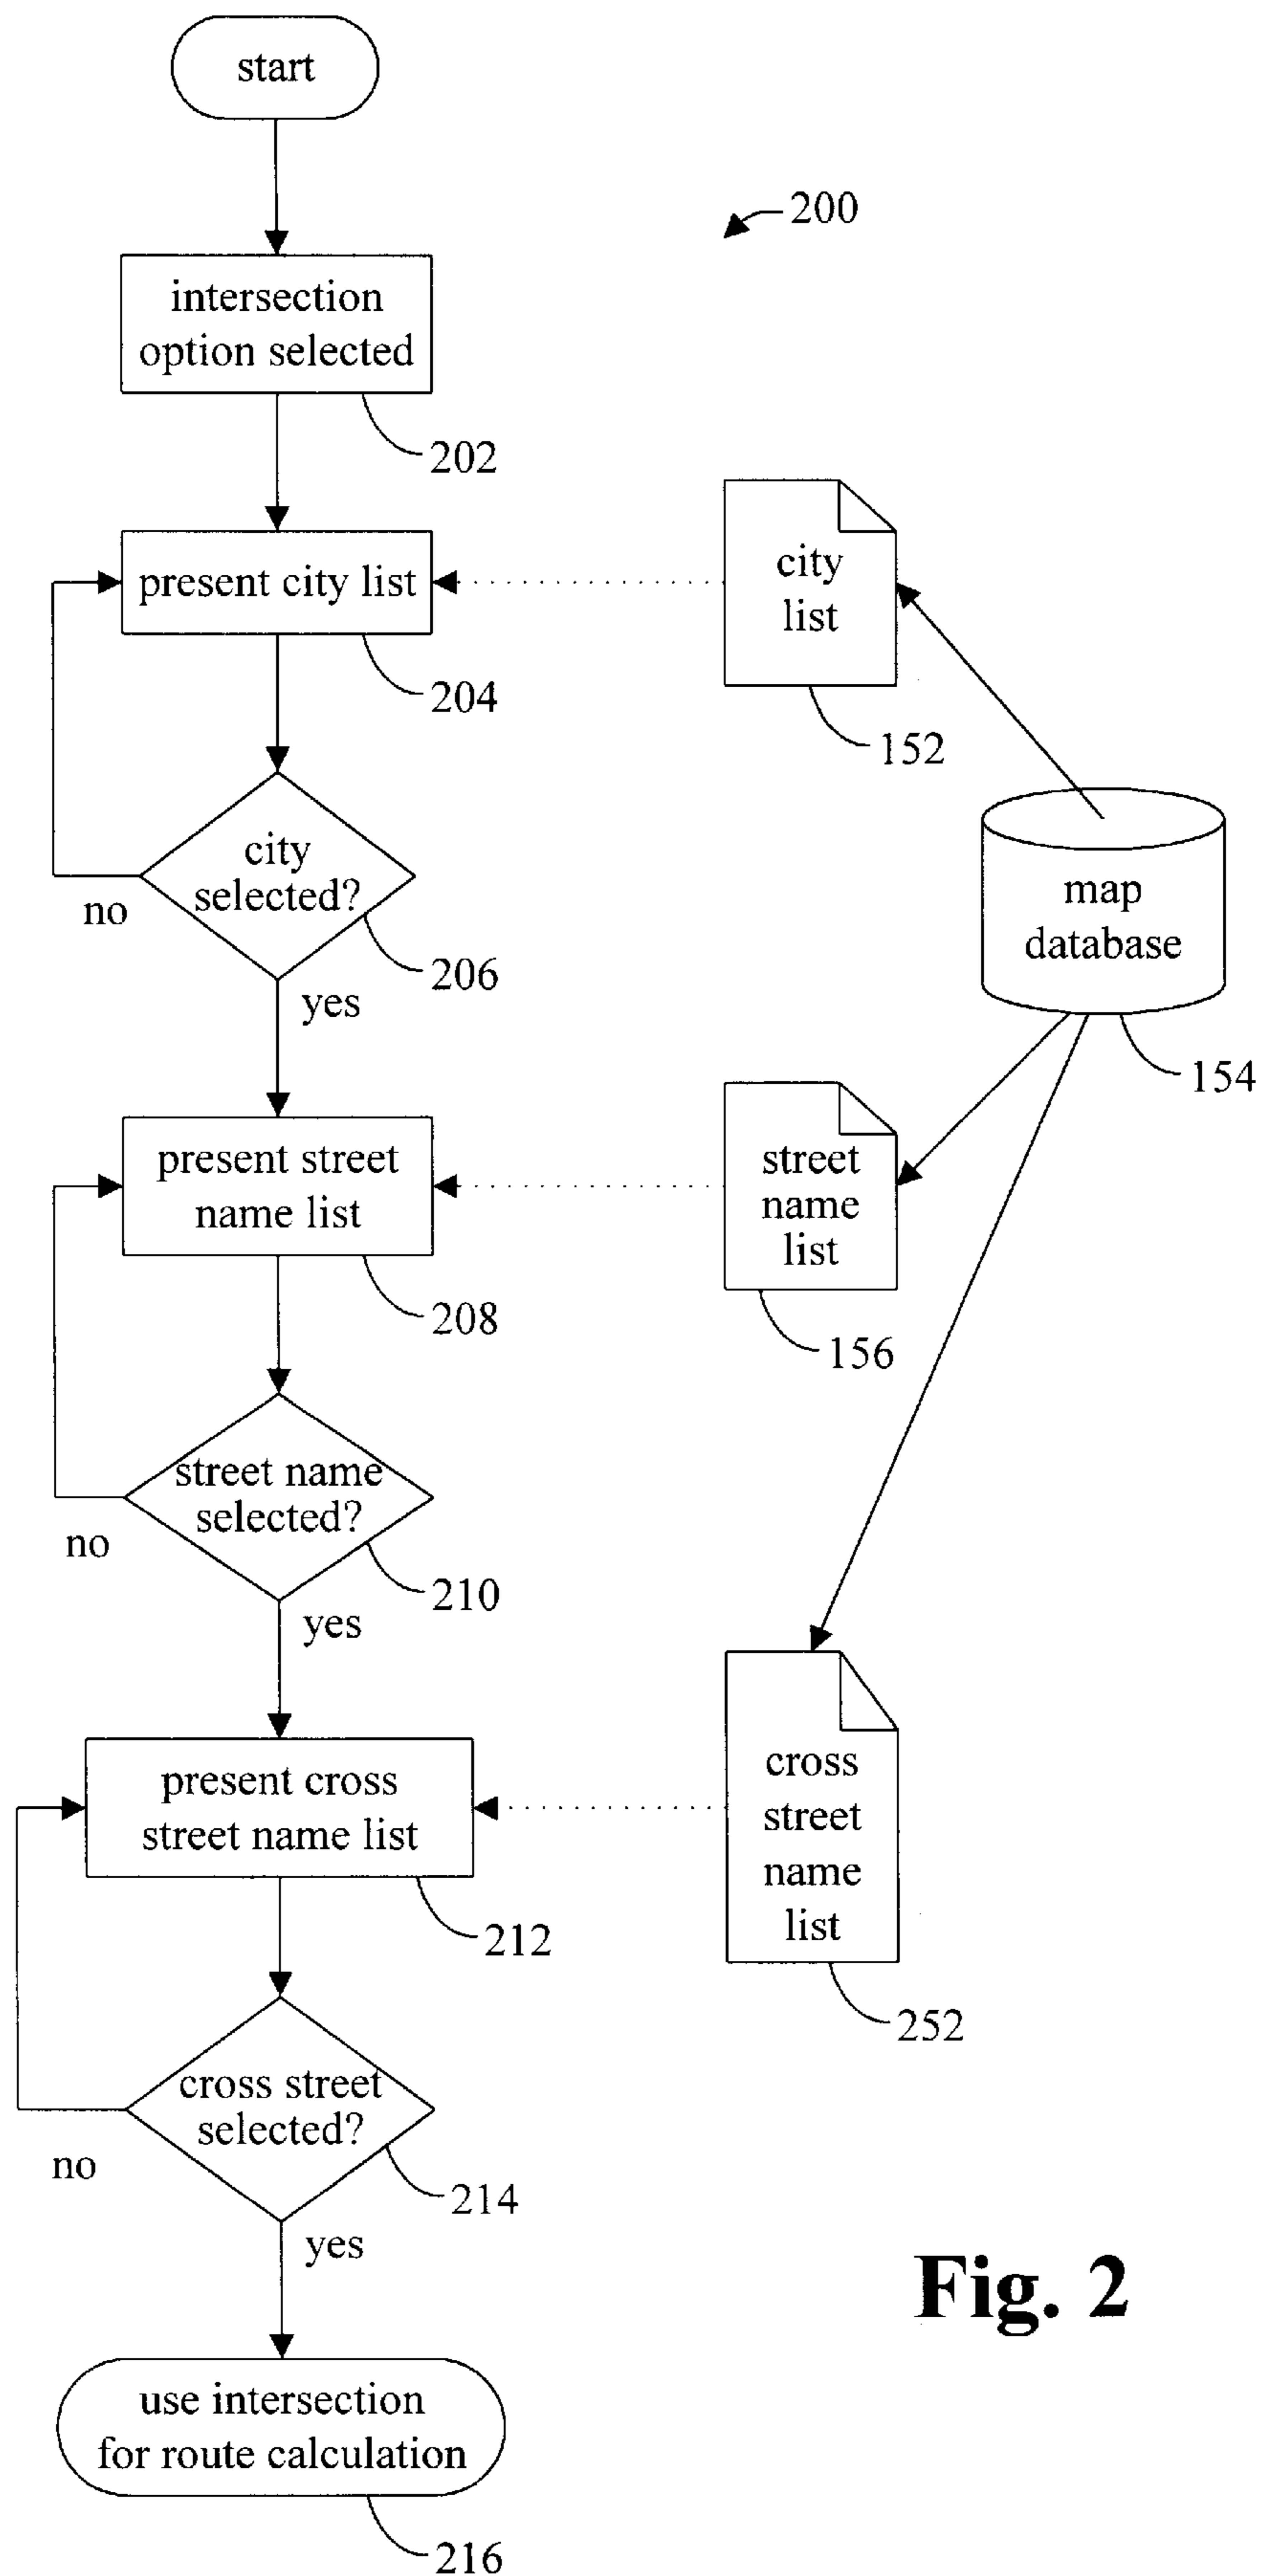 start
200
intersection
option selected
202
present city list
204
city
list
152
city
selected?
no
206
yes
map
database
154
present street
name list
208
street
name
list
156
street name
selected?
no
210
yes
present cross
street name list
212
cross
street
name
list
252
cross street
selected?
no
214
yes
Fig. 2
use intersection
for route calculation
216